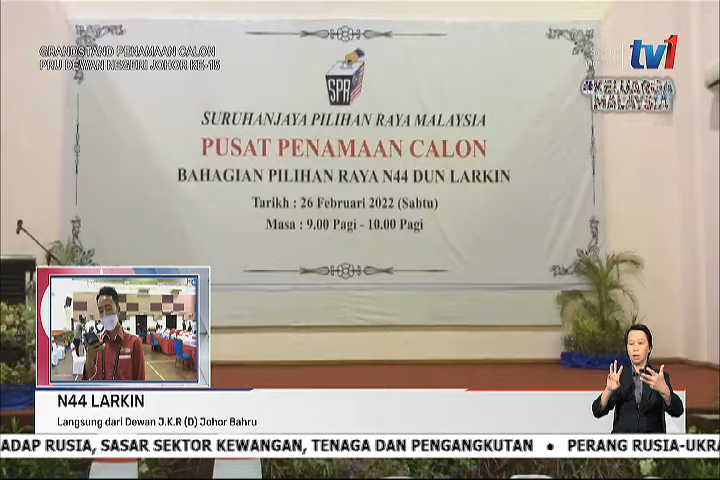 GRANDSTAND PENAMAAN CALON
PRU DEWAN NEGERI JOHOR KE-15
tv1
#KELUARGA
MALAYSIA
SPR
SURUHANJAYA PILIHAN RAYA MALAYSIA
PUSAT PENAMAAN CALON
BAHAGIAN PILIHAN RAYA N44 DUN LARKIN
Tarikh : 26 Februari 2022 (Sabtu)
Masa : 9.00 Pagi - 10.00 Pagi
N44 LARKIN
Langsung dari Dewan J.K.R (D) Johor Bahru
ADAP RUSIA, SASAR SEKTOR KEWANGAN, TENAGA DAN PENGANGKUTAN • PERANG RUSIA-UKRA